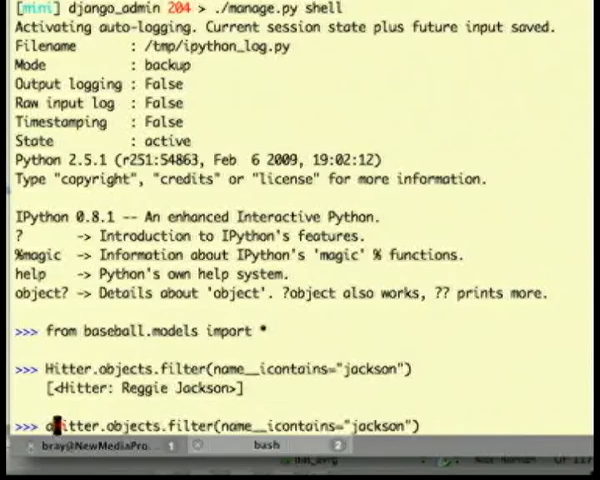 [mini] django_admin 204 > ./manage.py shell
Activating auto-logging. Current session state plus future input saved.
Filename       : /tmp/ipython_log.py
Mode           : backup
Output logging : False
Raw input log  : False
Timestamping   : False
State          : active
Python 2.5.1 (r251:54863, Feb  6 2009, 19:02:12)
Type "copyright", "credits" or "license" for more information.
IPython 0.8.1 -- An enhanced Interactive Python.
?       -> Introduction to IPython's features.
%magic  -> Information about IPython's 'magic' % functions.
help    -> Python's own help system.
object? -> Details about 'object'. ?object also works, ?? prints more.
>>> from baseball.models import *
>>> Hitter.objects.filter(name__icontains="jackson")
[<Hitter: Reggie Jackson>]
>>> itter.objects.filter(name__icontains="jackson")
bray@NewMediaPro... 1 bash 2